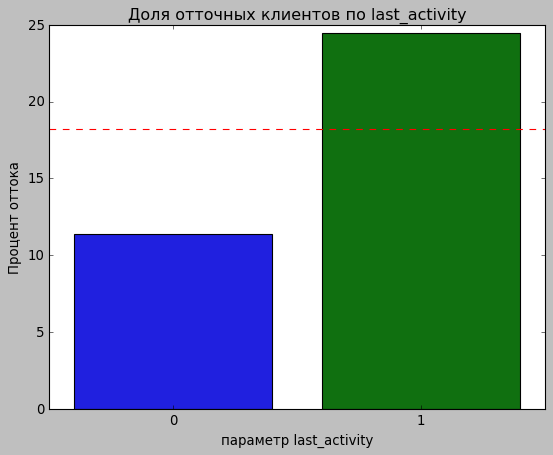 Доля отточных клиентов по last_activity
Процент оттока
25
20
15
10
5
0
0 1
параметр last_activity